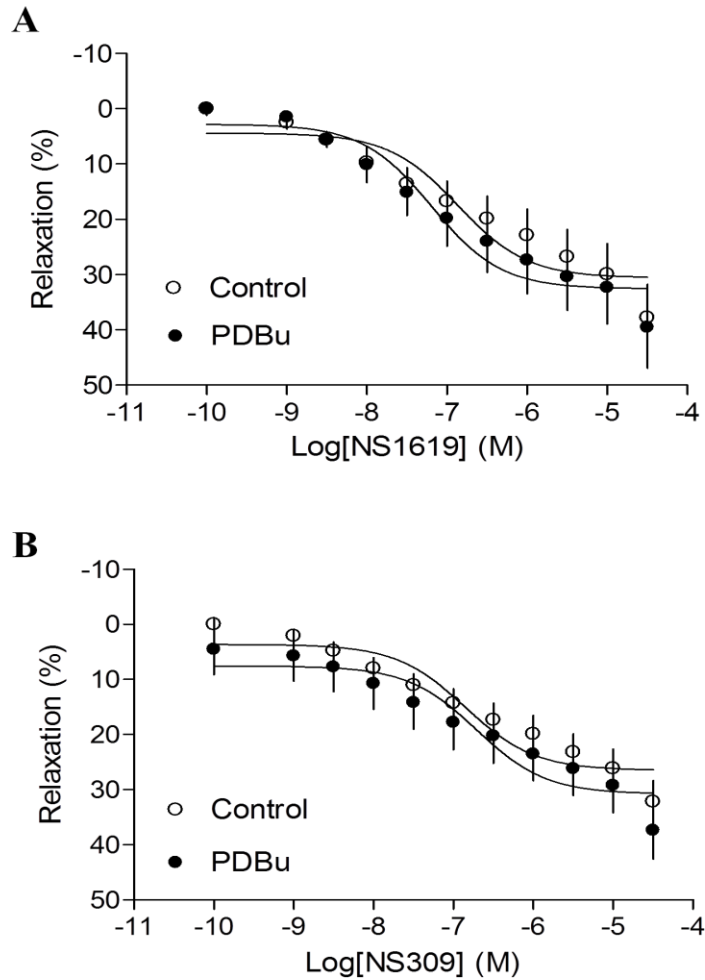 A
-10
0
10
20
30
40
50
Relaxation (%)
Control
PDBu
-11 -10 -9 -8 -7 -6 -5 -4
Log[NS1619] (M)
B
-10
0
10
20
30
40
50
Relaxation (%)
Control
PDBu
-11 -10 -9 -8 -7 -6 -5 -4
Log[NS309] (M)